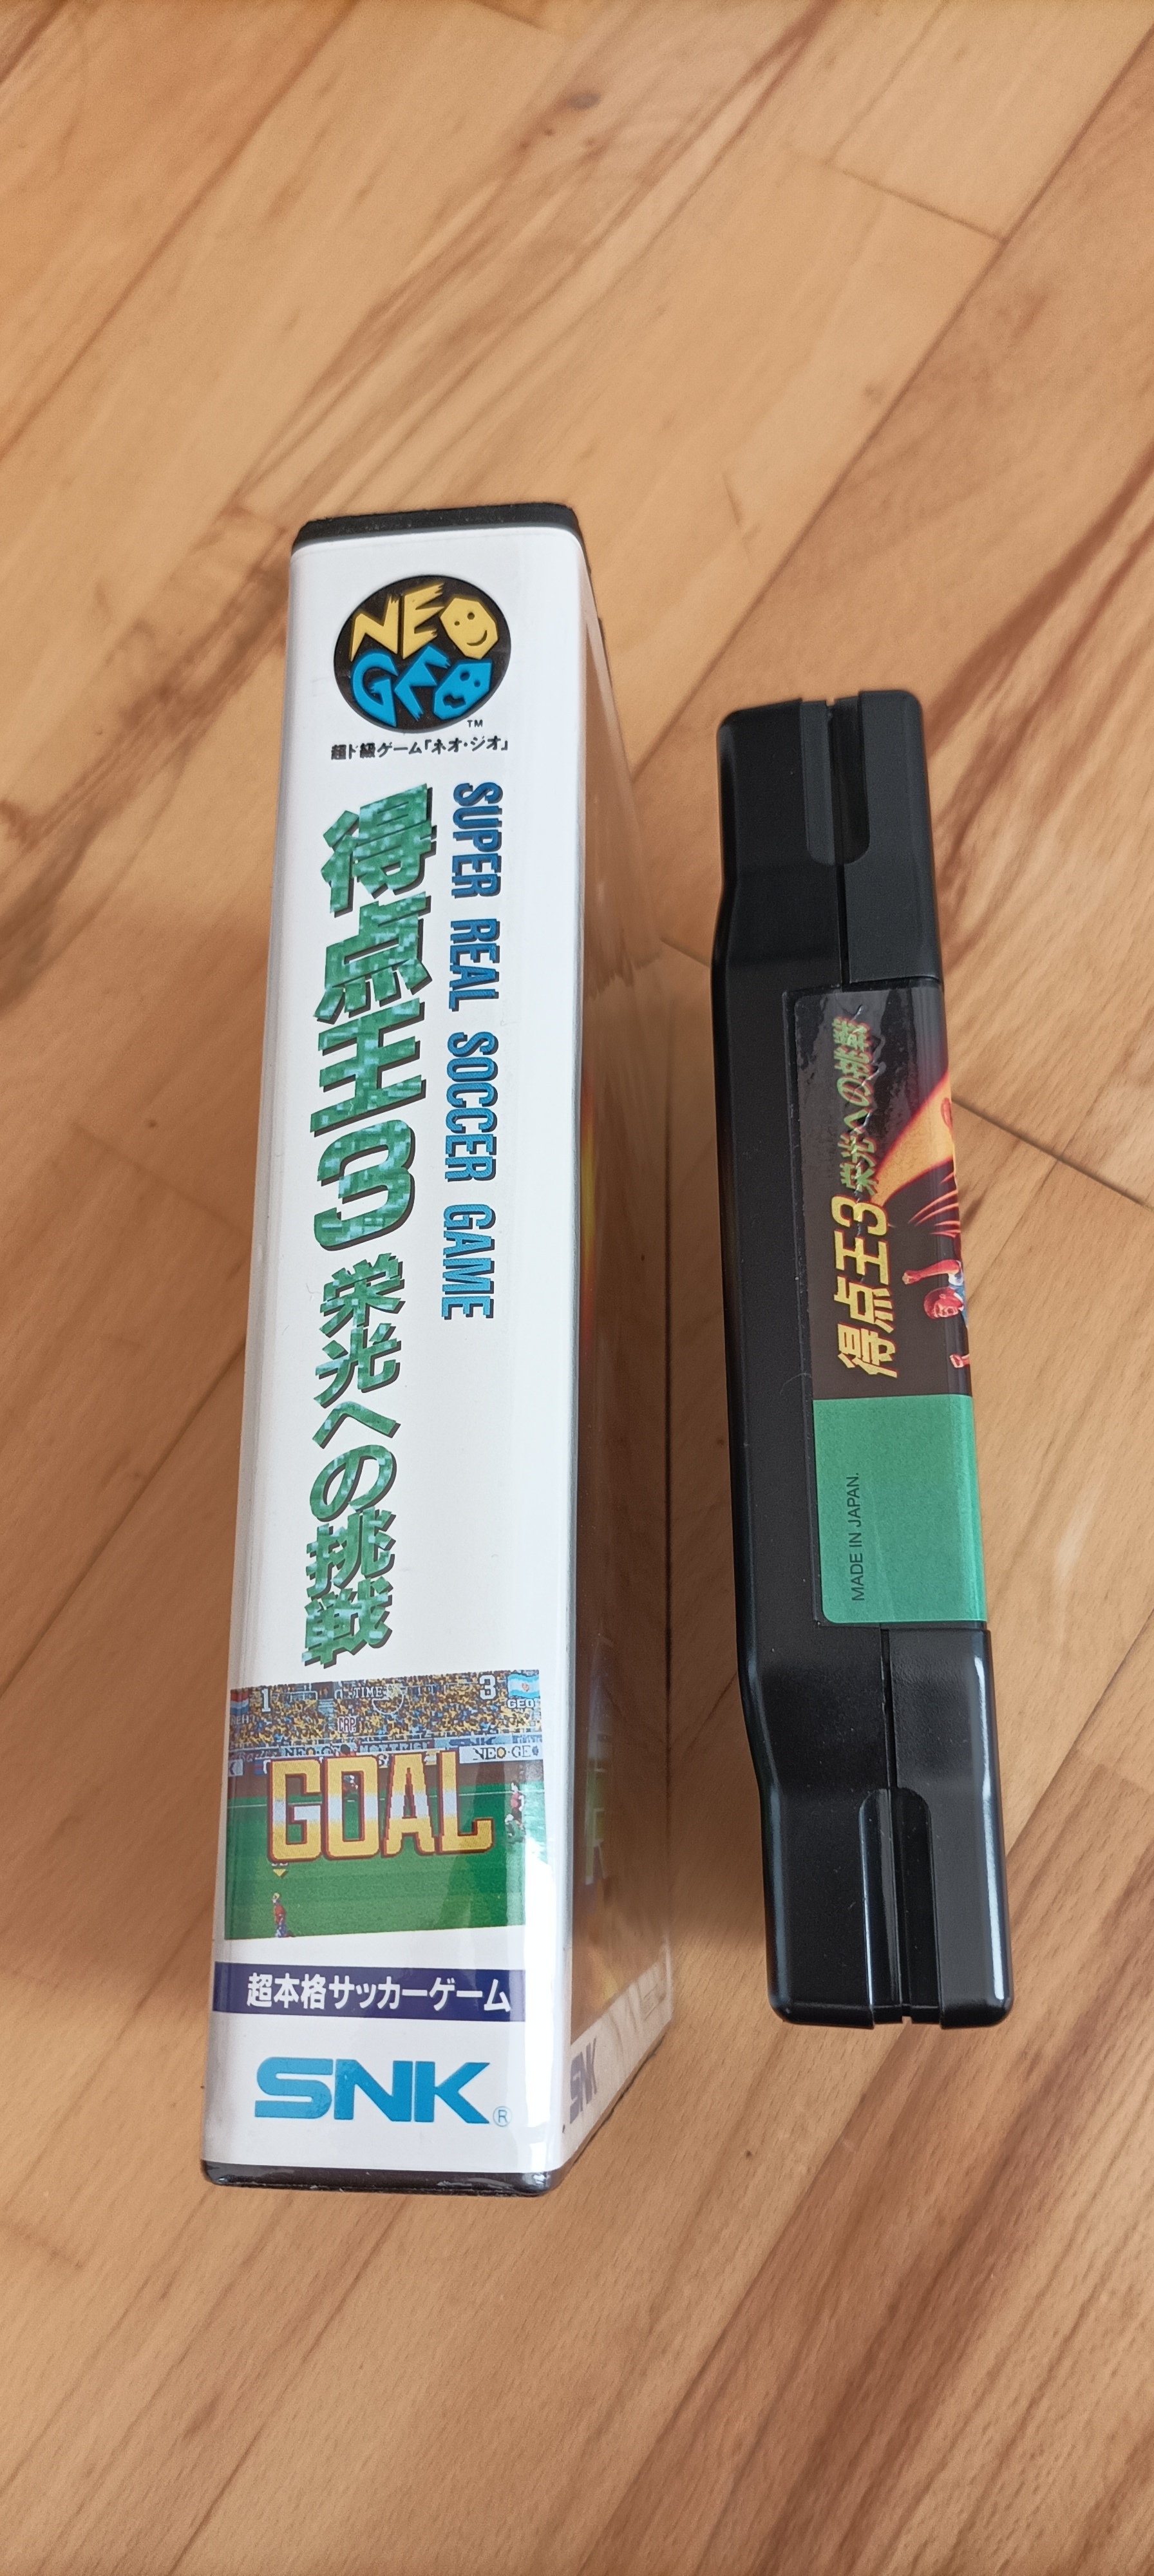 NEO
GEO
TM
超ド級ゲーム「ネオ・ジオ」
SUPER REAL SOCCER GAME
得点王3 栄光への挑戦
1
TIME
3
GEO
NEO・GE
GOAL
超本格サッカーゲーム
SNK®
SNK
得点王3 栄光への挑戦
MADE IN JAPAN.